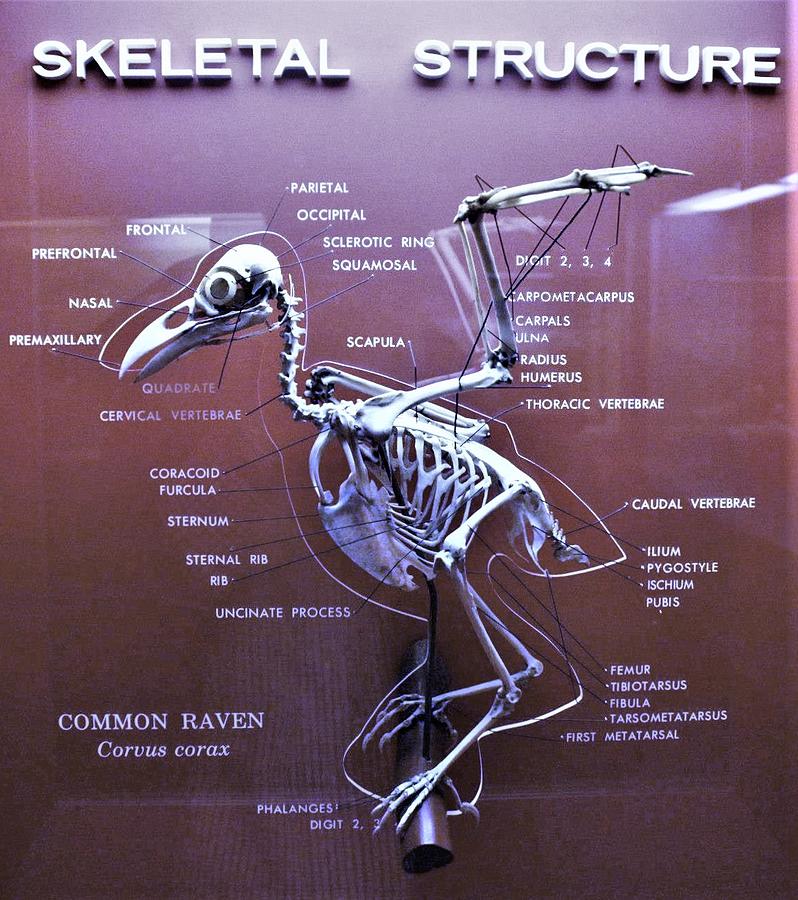 SKELETAL STRUCTURE
PARIETAL
OCCIPITAL
FRONTAL
SCLEROTIC RING
PREFRONTAL
SQUAMOSAL
DIGIT 2, 3, 4
NASAL
CARPOMETACARPUS
CARPALS
PREMAXILLARY
SCAPULA
ULNA
RADIUS
HUMERUS
QUADRATE
THORACIC VERTEBRAE
CERVICAL VERTEBRAE
CORACOID
FURCULA
CAUDAL VERTEBRAE
STERNUM
STERNAL RIB
ILIUM
PYGOSTYLE
RIB
ISCHIUM
PUBIS
UNCINATE PROCESS
FEMUR
TIBIOTARSUS
FIBULA
TARSOMETATARSUS
FIRST METATARSAL
COMMON RAVEN
Corvus corax
PHALANGES
DIGIT 2, 3